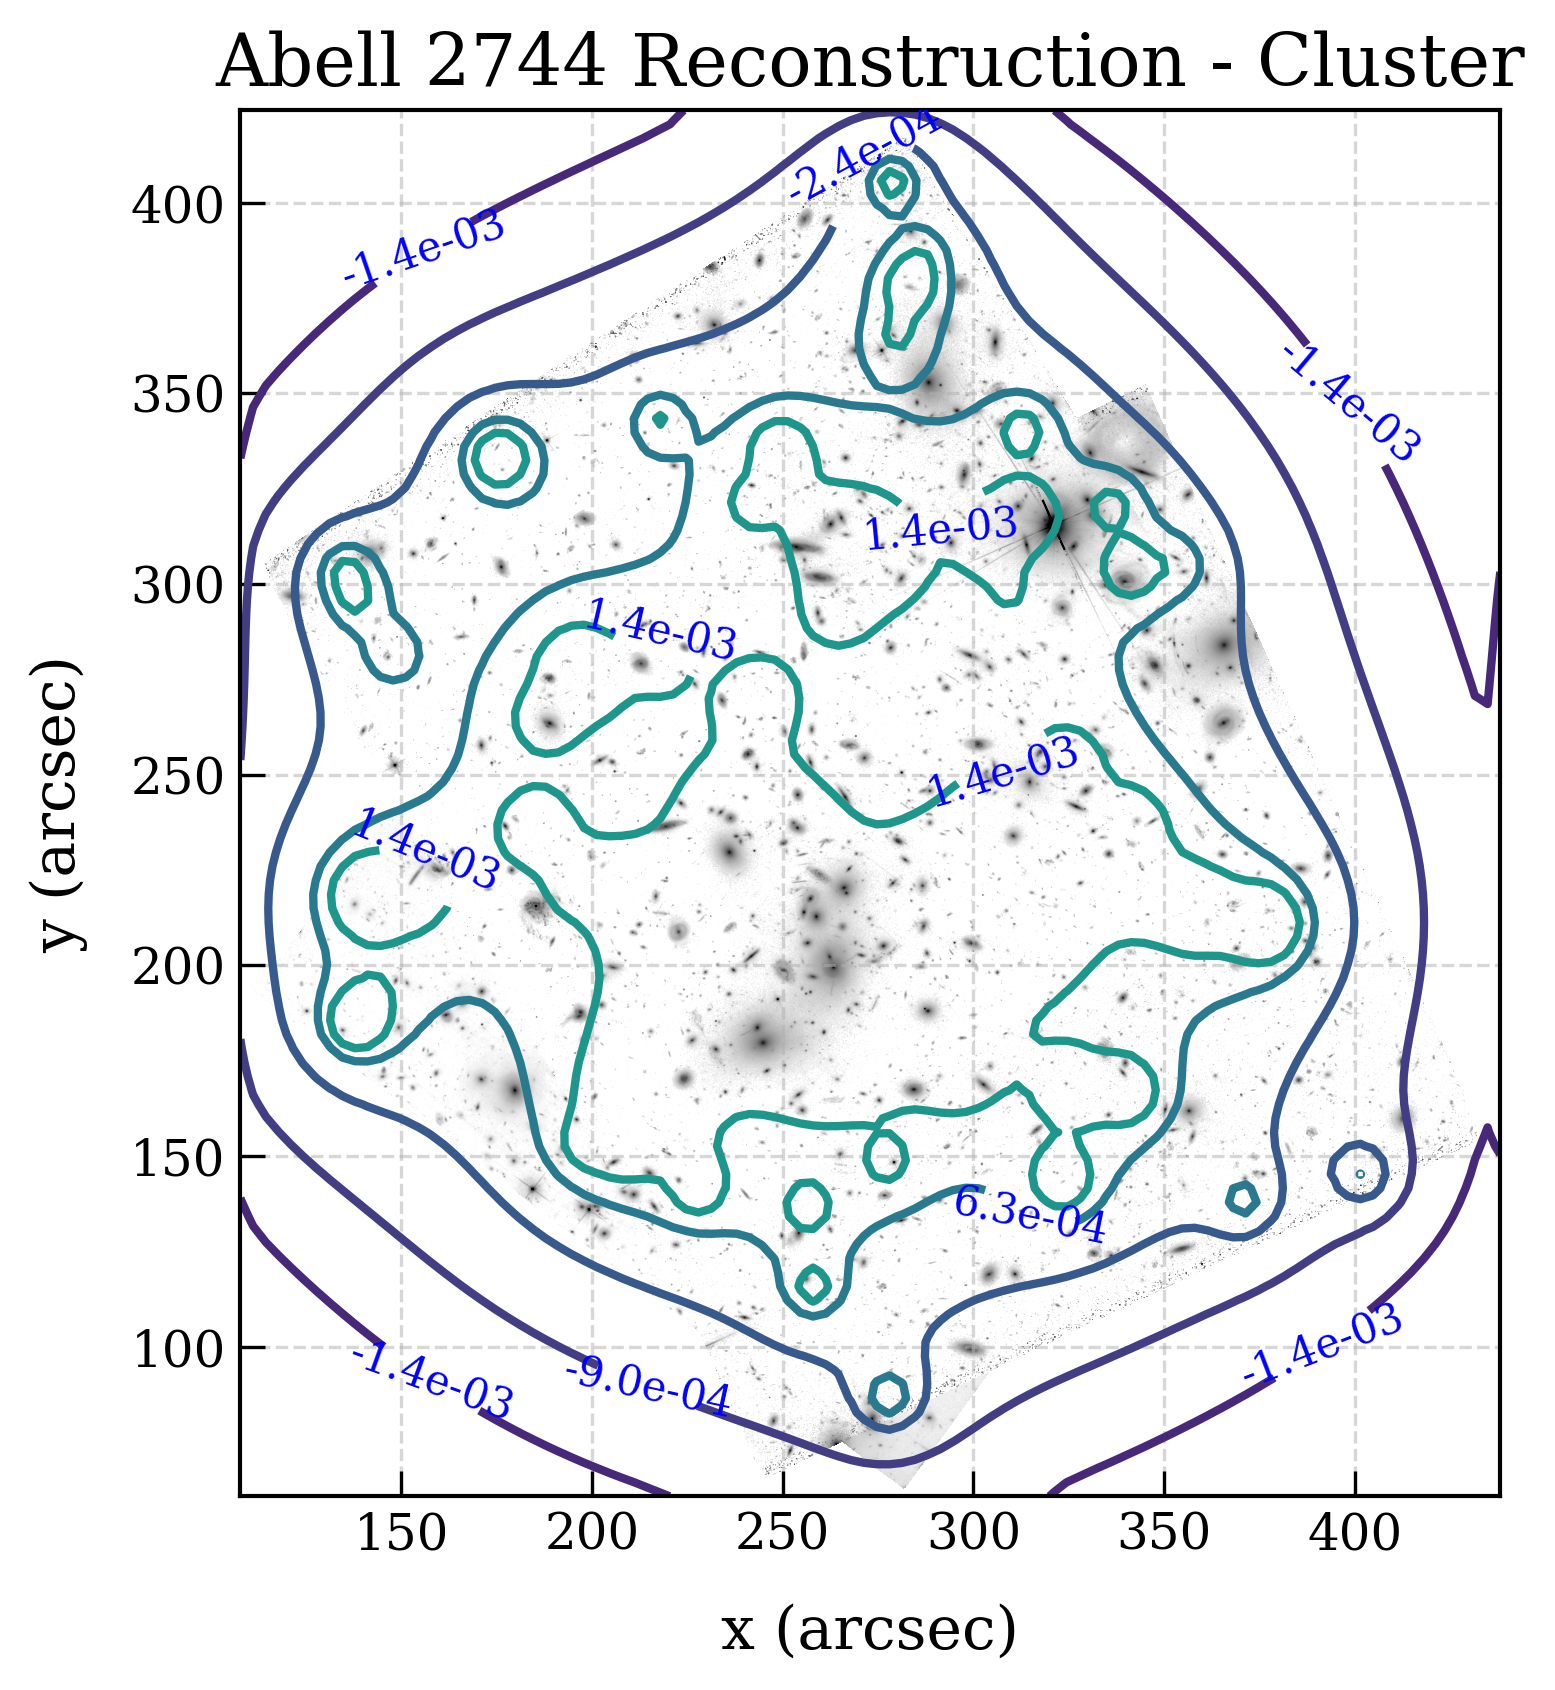 Abell 2744 Reconstruction - Cluster
y (arcsec)
400
350
300
250
200
150
100
-2.4e-04
-1.4e-03
-1.4e-03
1.4e-03
1.4e-03
1.4e-03
1.4e-03
6.3e-04
-1.4e-03
-9.0e-04
-1.4e-03
150 200 250 300 350 400
x (arcsec)